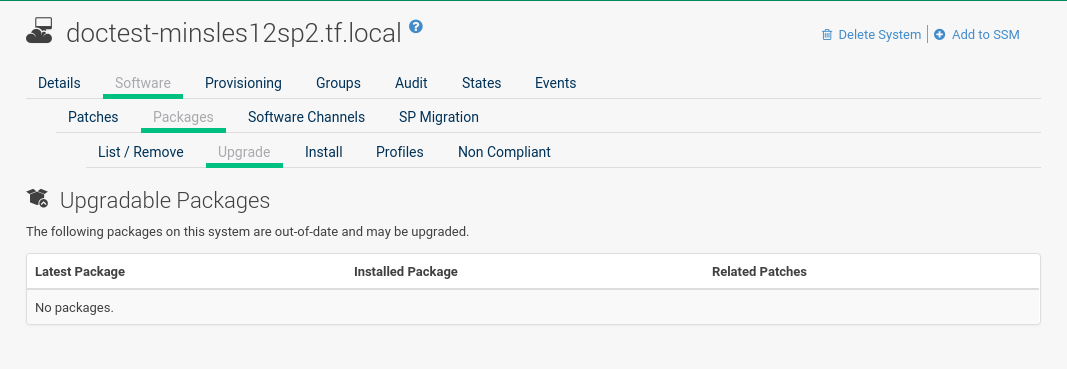 doctest-minsles12sp2.tf.local ?
Delete System | Add to SSM
Details Software Provisioning Groups Audit States Events
Patches Packages Software Channels SP Migration
List / Remove Upgrade Install Profiles Non Compliant
Upgradable Packages
The following packages on this system are out-of-date and may be upgraded.
Latest Package Installed Package Related Patches
No packages.